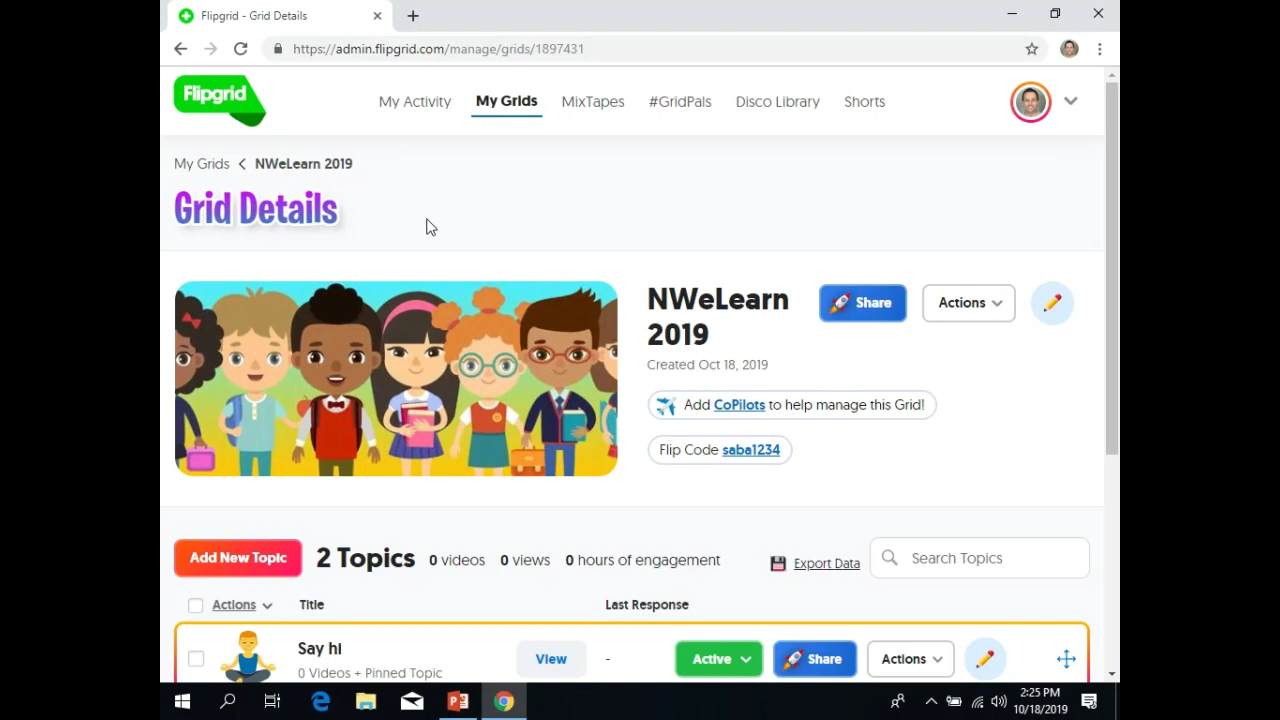 Flipgrid - Grid Details
https://admin.flipgrid.com/manage/grids/1897431
Flipgrid
My Activity My Grids MixTapes #GridPals Disco Library Shorts
My Grids NWeLearn 2019
Grid Details
NWeLearn
2019
Share Actions
Created Oct 18, 2019
Add CoPilots to help manage this Grid!
Flip Code saba1234
Add New Topic 2 Topics 0 videos 0 views 0 hours of engagement Export Data Search Topics
Actions Title Last Response
Say hi View - Active Share Actions
0 Videos + Pinned Topic
2:25 PM
10/18/2019